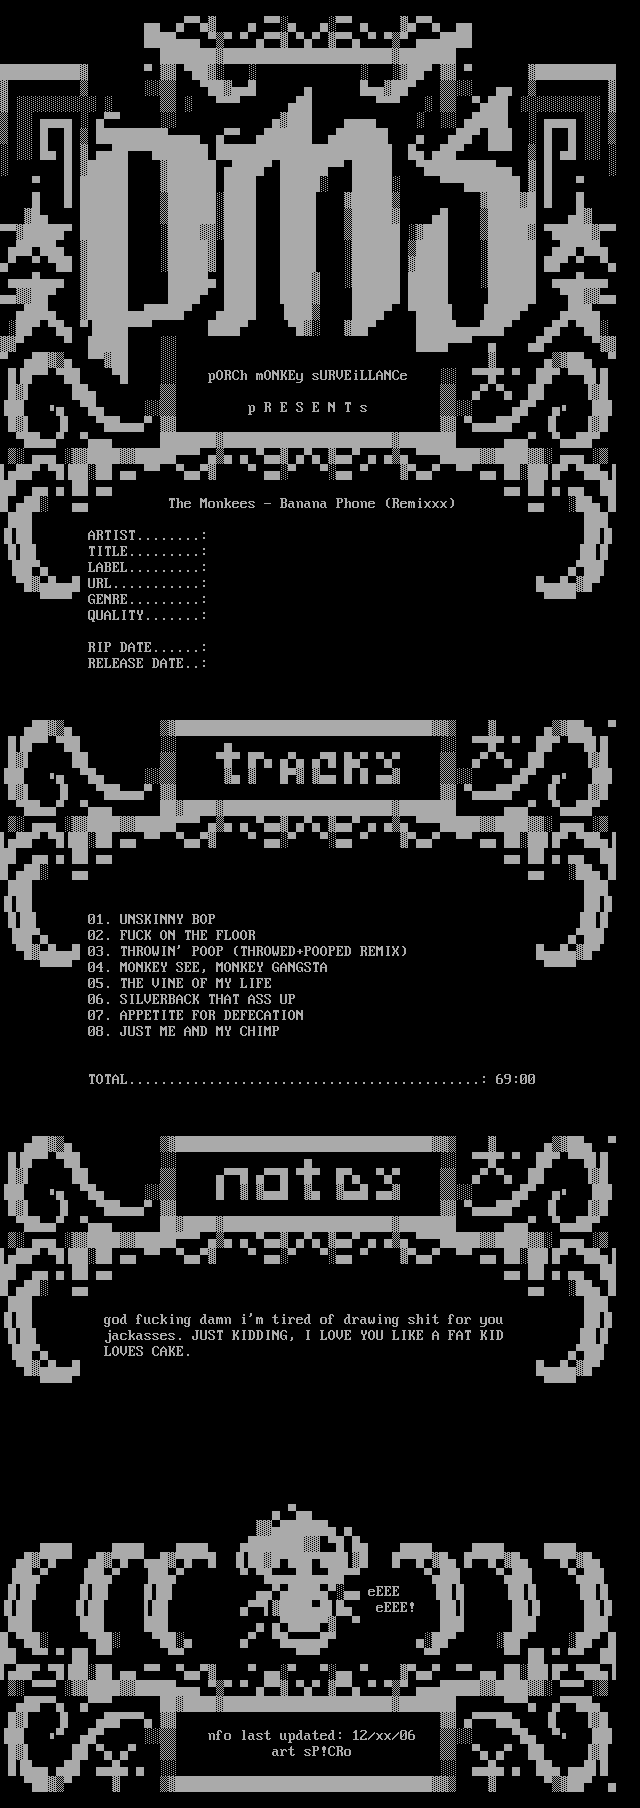 pms
pORCh mONKEy sURVEiLLANCe
p R E S E N T s
The Monkees - Banana Phone (Remixxx)
ARTIST........:
TITLE.........:
LABEL.........:
URL...........:
GENRE.........:
QUALITY.......:
RIP DATE......:
RELEASE DATE..:
tracks
01. UNSKINNY BOP
02. FUCK ON THE FLOOR
03. THROWIN' POOP (THROWED+POOPED REMIX)
04. MONKEY SEE, MONKEY GANGSTA
05. THE VINE OF MY LIFE
06. SILVERBACK THAT ASS UP
07. APPETITE FOR DEFECATION
08. JUST ME AND MY CHIMP
TOTAL............................................: 69:00
notes
god fucking damn i'm tired of drawing shit for you
jackasses. JUST KIDDING, I LOVE YOU LIKE A FAT KID
LOVES CAKE.
eEEE
eEEE!
nfo last updated: 12/xx/06
art sP!CRo